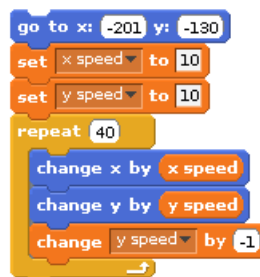 go to x: -201 y: -130
set x speed to 10
set y speed to 10
repeat 40
change x by x speed
change y by y speed
change y speed by -1